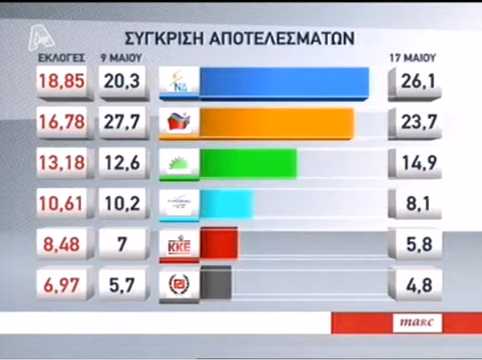 ΣΥΓΚΡΙΣΗ ΑΠΟΤΕΛΕΣΜΑΤΩΝ
ΕΚΛΟΓΕΣ 9 ΜΑΙΟΥ 17 ΜΑΙΟΥ
18,85 20,3 ΝΔ 26,1
16,78 27,7 23,7
13,18 12,6 14,9
10,61 10,2 8,1
8,48 7 ΚΚΕ 5,8
6,97 5,7 4,8
marc